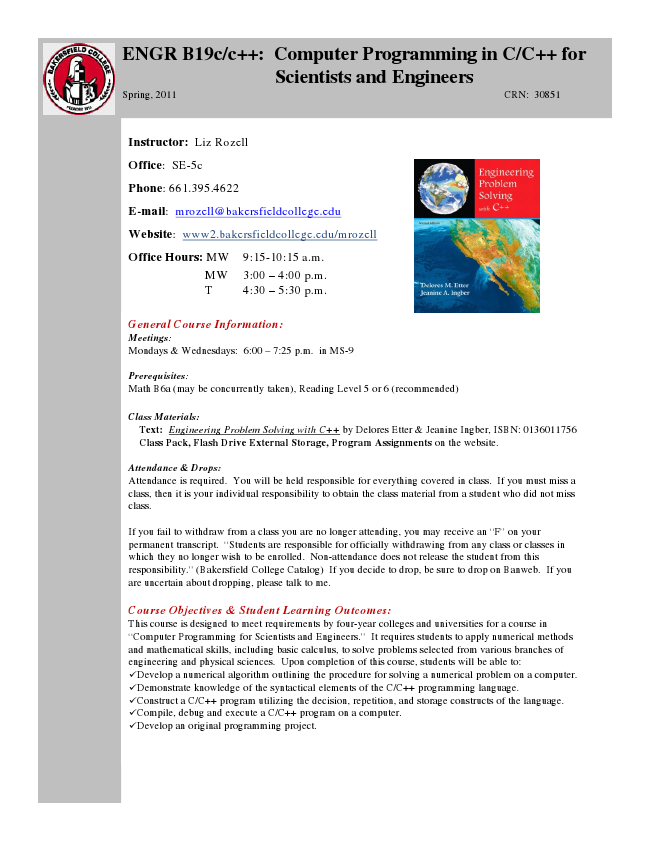 BAKERSFIELD COLLEGE
ENGR B19c/c++:  Computer Programming in C/C++ for
Scientists and Engineers
Spring, 2011 CRN:  30851
Instructor:  Liz Rozell
Office:  SE-5c
Phone: 661.395.4622
E-mail:  mrozell@bakersfieldcollege.edu
Website:  www2.bakersfieldcollege.edu/mrozell
Office Hours: MW 9:15-10:15 a.m.
MW 3:00 – 4:00 p.m.
T 4:30 – 5:30 p.m.
Engineering
Problem
Solving
with C++
Delores M. Etter
Jeanine A. Ingber
General Course Information:
Meetings:
Mondays & Wednesdays:  6:00 – 7:25 p.m.  in MS-9
Prerequisites:
Math B6a (may be concurrently taken), Reading Level 5 or 6 (recommended)
Class Materials:
Text:  Engineering Problem Solving with C++ by Delores Etter & Jeanine Ingber, ISBN: 0136011756
Class Pack, Flash Drive External Storage, Program Assignments on the website.
Attendance & Drops:
Attendance is required.  You will be held responsible for everything covered in class.  If you must miss a
class, then it is your individual responsibility to obtain the class material from a student who did not miss
class.
If you fail to withdraw from a class you are no longer attending, you may receive an "F" on your
permanent transcript.  "Students are responsible for officially withdrawing from any class or classes in
which they no longer wish to be enrolled.  Non-attendance does not release the student from this
responsibility." (Bakersfield College Catalog)  If you decide to drop, be sure to drop on Banweb.  If you
are uncertain about dropping, please talk to me.
Course Objectives & Student Learning Outcomes:
This course is designed to meet requirements by four-year colleges and universities for a course in
"Computer Programming for Scientists and Engineers."  It requires students to apply numerical methods
and mathematical skills, including basic calculus, to solve problems selected from various branches of
engineering and physical sciences.  Upon completion of this course, students will be able to:
✓Develop a numerical algorithm outlining the procedure for solving a numerical problem on a computer.
✓Demonstrate knowledge of the syntactical elements of the C/C++ programming language.
✓Construct a C/C++ program utilizing the decision, repetition, and storage constructs of the language.
✓Compile, debug and execute a C/C++ program on a computer.
✓Develop an original programming project.